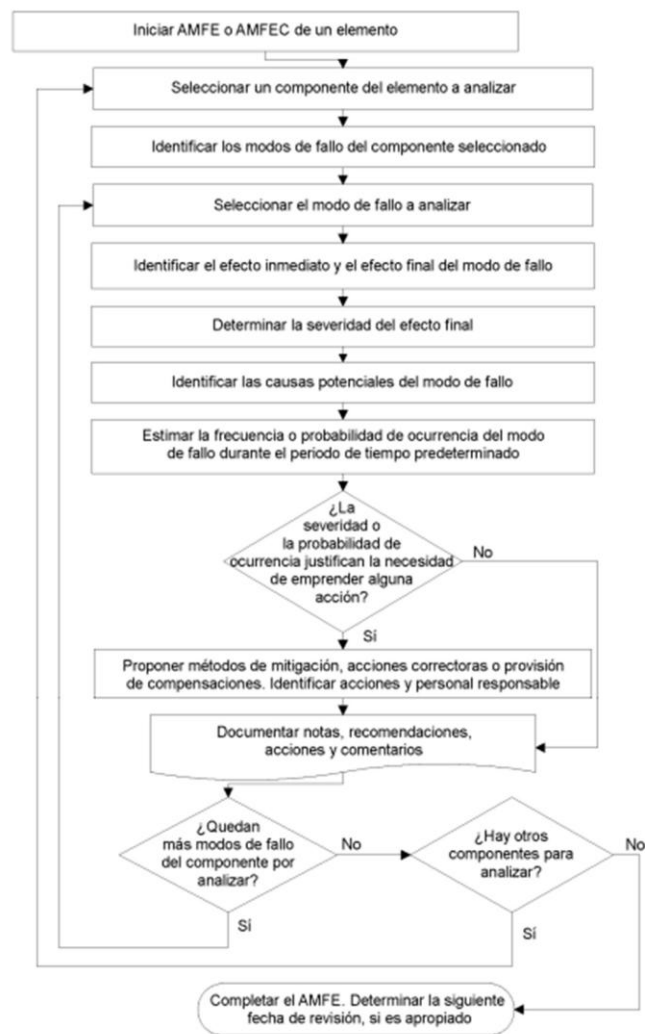 Iniciar AMFE o AMFEC de un elemento
Seleccionar un componente del elemento a analizar
Identificar los modos de fallo del componente seleccionado
Seleccionar el modo de fallo a analizar
Identificar el efecto inmediato y el efecto final del modo de fallo
Determinar la severidad del efecto final
Identificar las causas potenciales del modo de fallo
Estimar la frecuencia o probabilidad de ocurrencia del modo
de fallo durante el periodo de tiempo predeterminado
¿La
severidad o
la probabilidad de
ocurrencia justifican la necesidad
de emprender alguna
acción?
No
Sí
Proponer métodos de mitigación, acciones correctoras o provisión
de compensaciones. Identificar acciones y personal responsable
Documentar notas, recomendaciones,
acciones y comentarios
¿Quedan
más modos de fallo
del componente por
analizar?
No
Sí
¿Hay otros
componentes para
analizar?
No
Sí
Completar el AMFE. Determinar la siguiente
fecha de revisión, si es apropiado